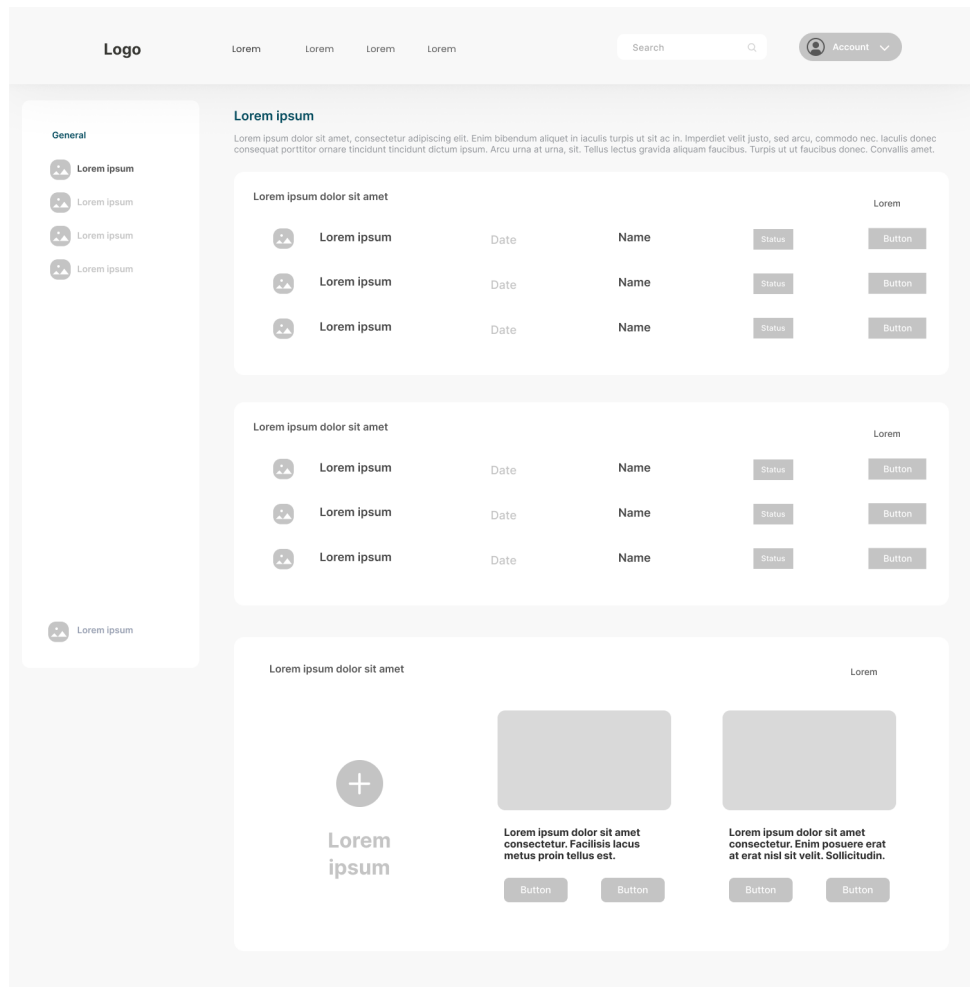 Logo
Lorem
Lorem
Lorem
Lorem
Search
Account
General
Lorem ipsum
Lorem ipsum
Lorem ipsum
Lorem ipsum
Lorem ipsum
Lorem ipsum
Lorem ipsum dolor sit amet, consectetur adipiscing elit. Enim bibendum aliquet in iaculis turpis ut sit ac in. Imperdiet velit justo, sed arcu, commodo nec. Iaculis donec
consequat porttitor ornare tincidunt tincidunt dictum ipsum. Arcu urna at urna, sit. Tellus lectus gravida aliquam faucibus. Turpis ut ut faucibus donec. Convallis amet.
Lorem ipsum dolor sit amet
Lorem
Lorem ipsum Date Name Status Button
Lorem ipsum Date Name Status Button
Lorem ipsum Date Name Status Button
Lorem ipsum dolor sit amet
Lorem
Lorem ipsum Date Name Status Button
Lorem ipsum Date Name Status Button
Lorem ipsum Date Name Status Button
Lorem ipsum dolor sit amet
Lorem
Lorem
ipsum
Lorem ipsum dolor sit amet
consectetur. Facilisis lacus
metus proin tellus est.
Button
Button
Lorem ipsum dolor sit amet
consectetur. Enim posuere erat
at erat nisl sit velit. Sollicitudin.
Button
Button